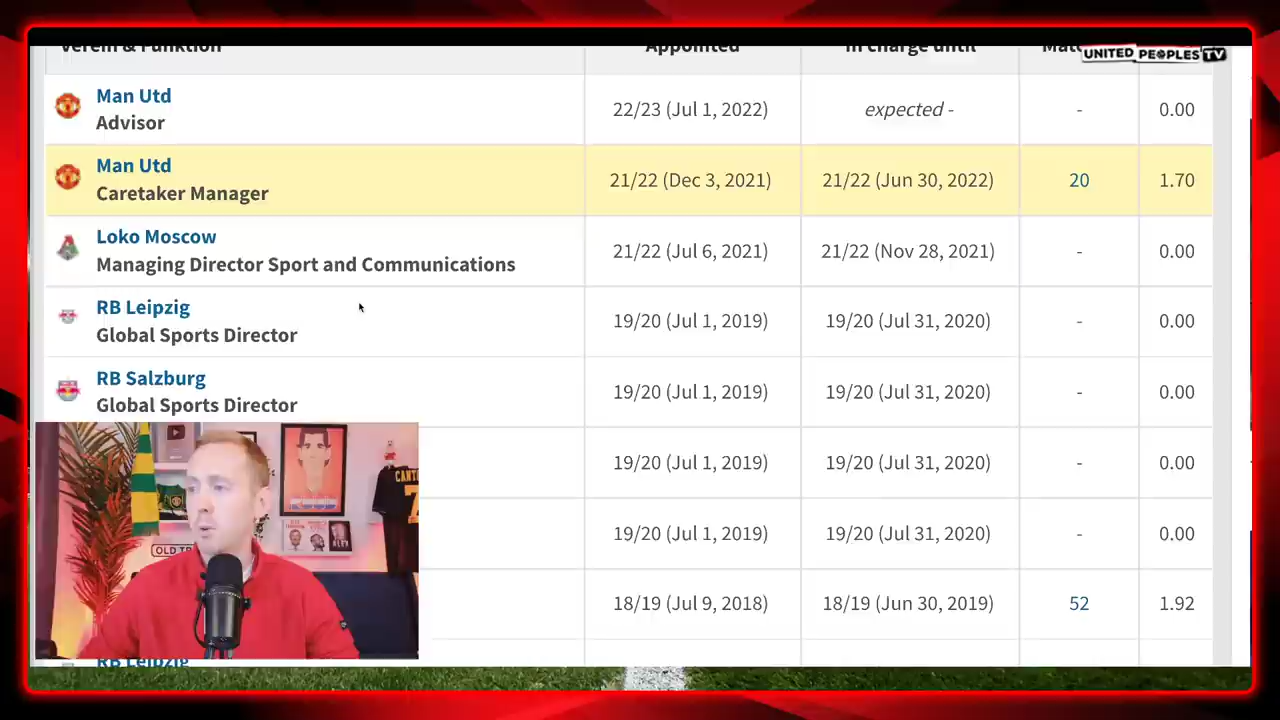 Verein & Funktion Appointed In charge until
UNITED PEOPLES TV
Man Utd
Advisor 22/23 (Jul 1, 2022) expected - - 0.00
Man Utd
Caretaker Manager 21/22 (Dec 3, 2021) 21/22 (Jun 30, 2022) 20 1.70
Loko Moscow
Managing Director Sport and Communications 21/22 (Jul 6, 2021) 21/22 (Nov 28, 2021) - 0.00
RB Leipzig
Global Sports Director 19/20 (Jul 1, 2019) 19/20 (Jul 31, 2020) - 0.00
RB Salzburg
Global Sports Director 19/20 (Jul 1, 2019) 19/20 (Jul 31, 2020) - 0.00
19/20 (Jul 1, 2019) 19/20 (Jul 31, 2020) - 0.00
19/20 (Jul 1, 2019) 19/20 (Jul 31, 2020) - 0.00
18/19 (Jul 9, 2018) 18/19 (Jun 30, 2019) 52 1.92
RB Leipzig
OLD TR
CANT
7